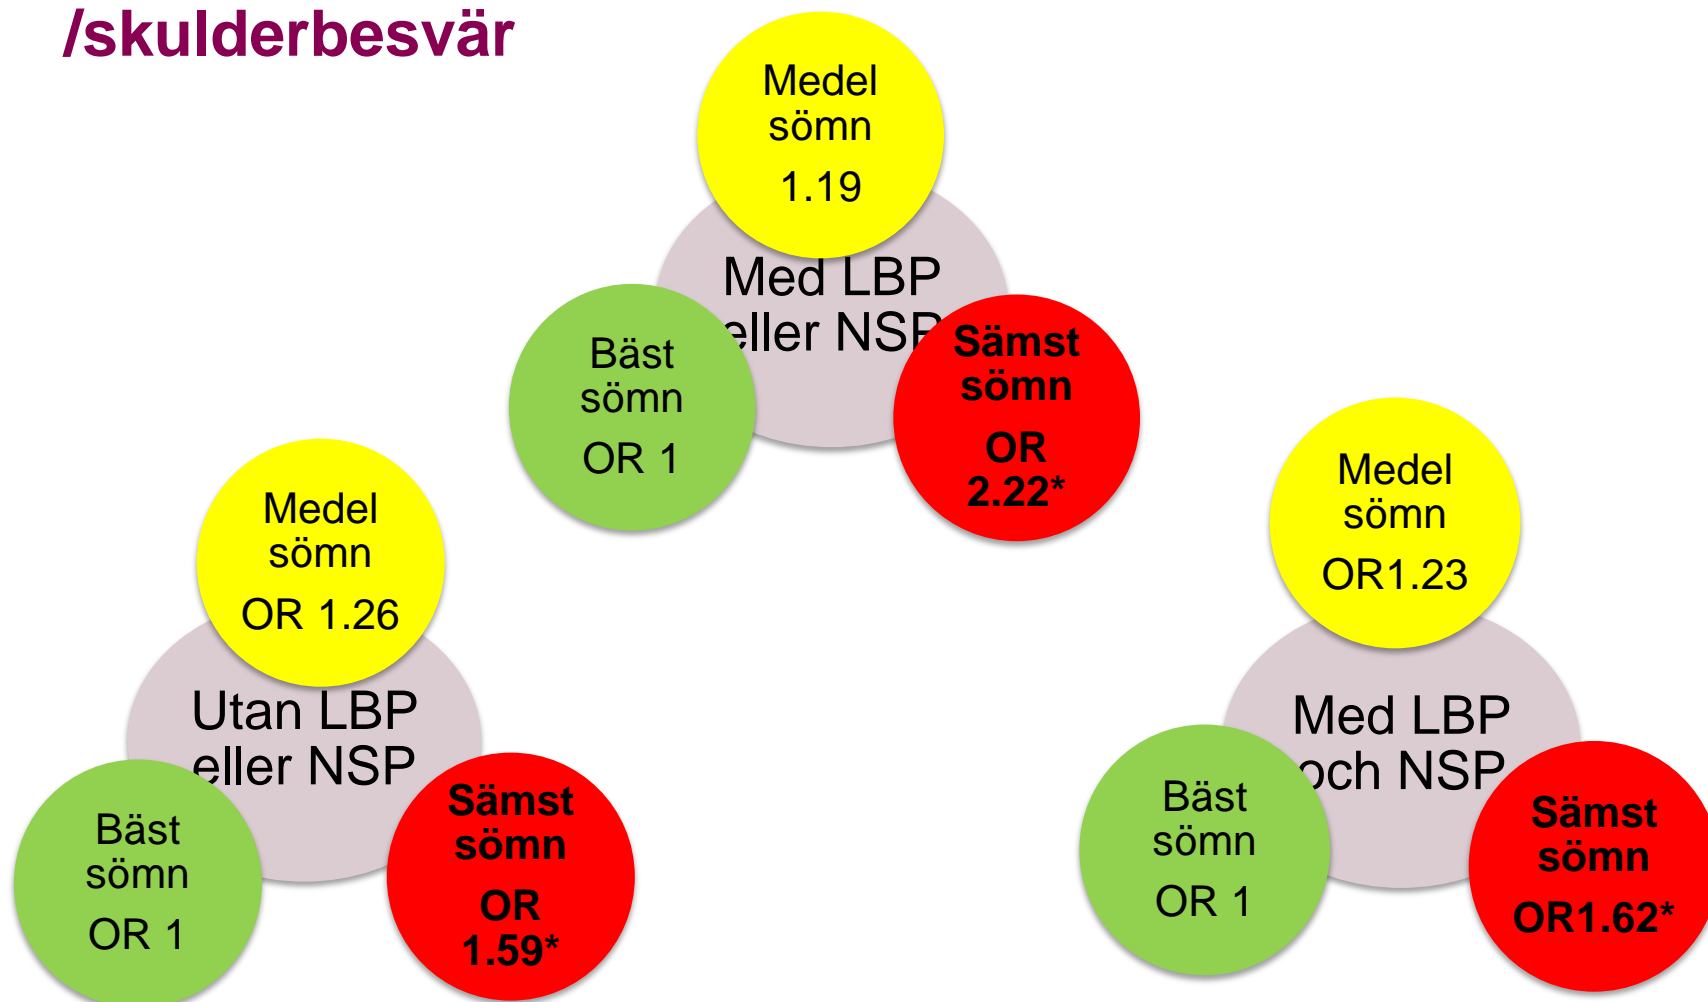 /skulderbesvär
Medel
sömn
1.19
Med LBP
eller NSP
Bäst
sömn
OR 1
Sämst
sömn
OR
2.22*
Medel
sömn
OR 1.26
Utan LBP
eller NSP
Bäst
sömn
OR 1
Sämst
sömn
OR
1.59*
Medel
sömn
OR1.23
Med LBP
och NSP
Bäst
sömn
OR 1
Sämst
sömn
OR1.62*